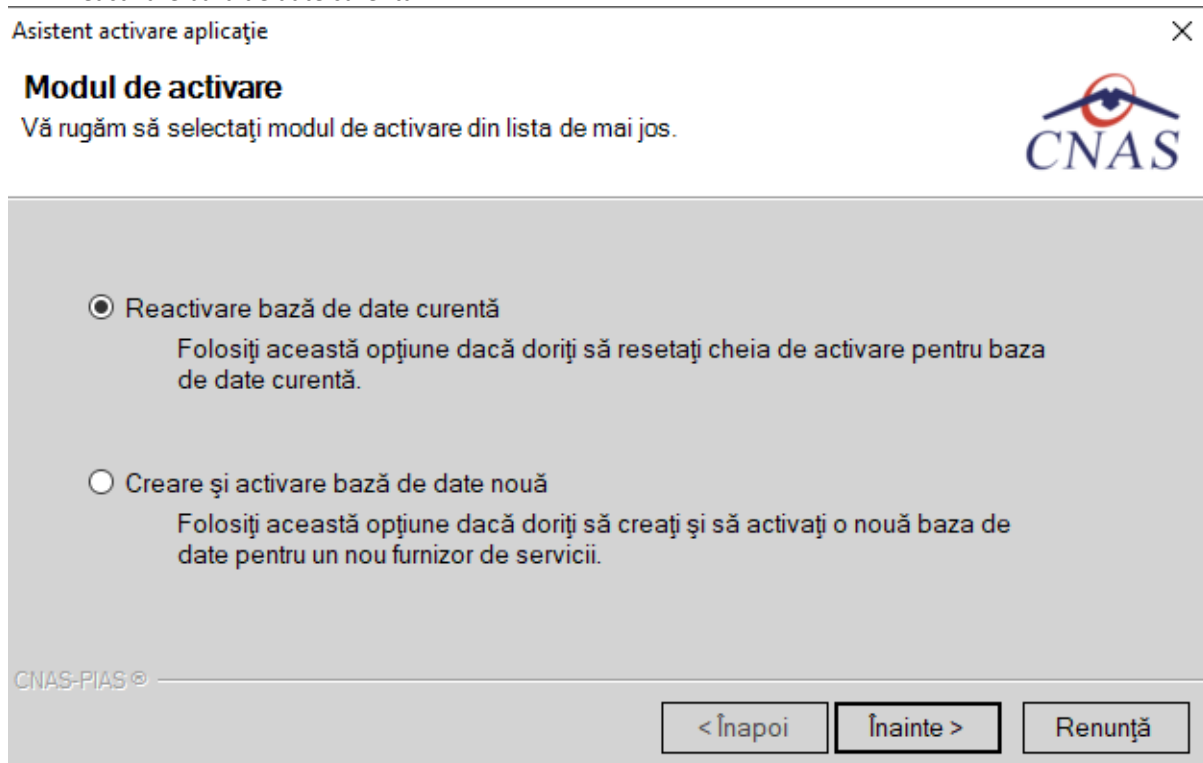 Asistent activare aplicaţie
Modul de activare
Vă rugăm să selectaţi modul de activare din lista de mai jos.
CNAS
Reactivare bază de date curentă
Folosiţi această opţiune dacă doriţi să resetaţi cheia de activare pentru baza
de date curentă.
Creare şi activare bază de date nouă
Folosiţi această opţiune dacă doriţi să creaţi şi să activaţi o nouă baza de
date pentru un nou furnizor de servicii.
CNAS-PIAS ®
< Înapoi
Înainte >
Renunţă